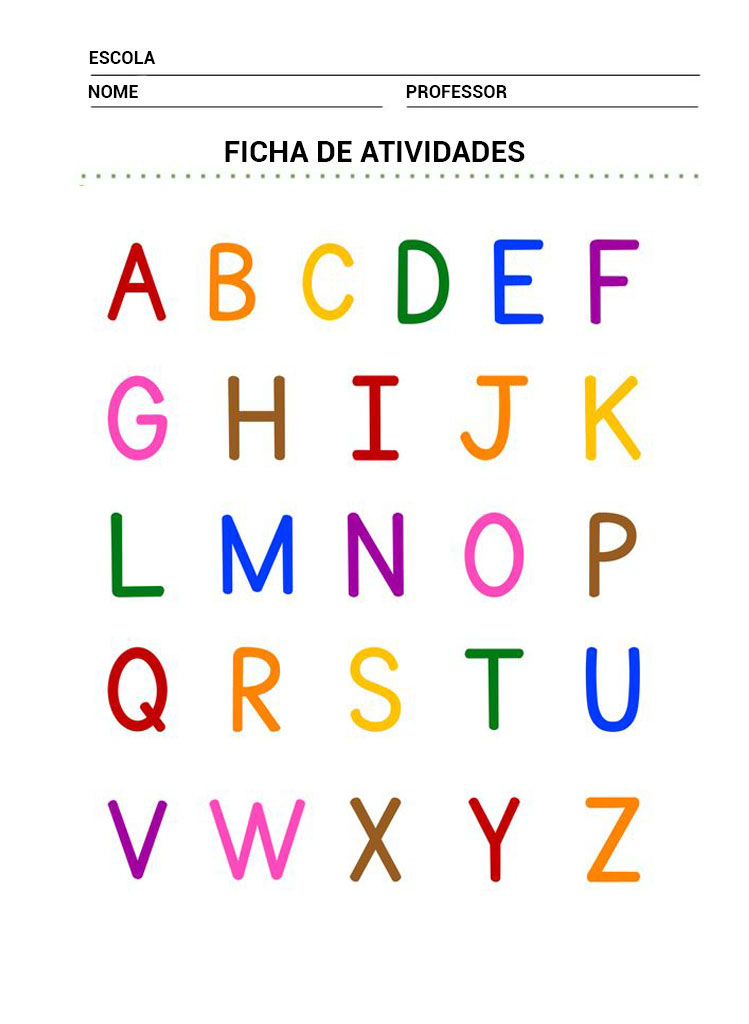 ESCOLA
NOME PROFESSOR
FICHA DE ATIVIDADES
A B C D E F
G H I J K
L M N O P
Q R S T U
V W X Y Z